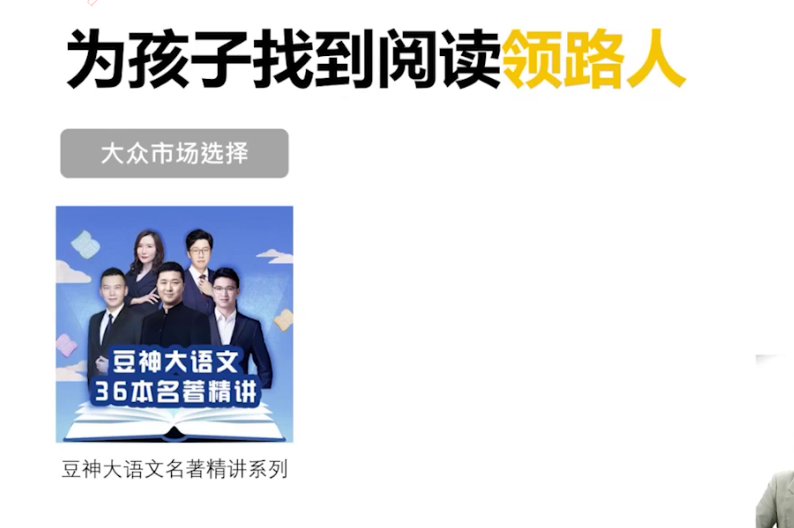 为孩子找到阅读领路人
大众市场選择
豆神大语文
36本名著精讲
豆神大语文名著精讲系列